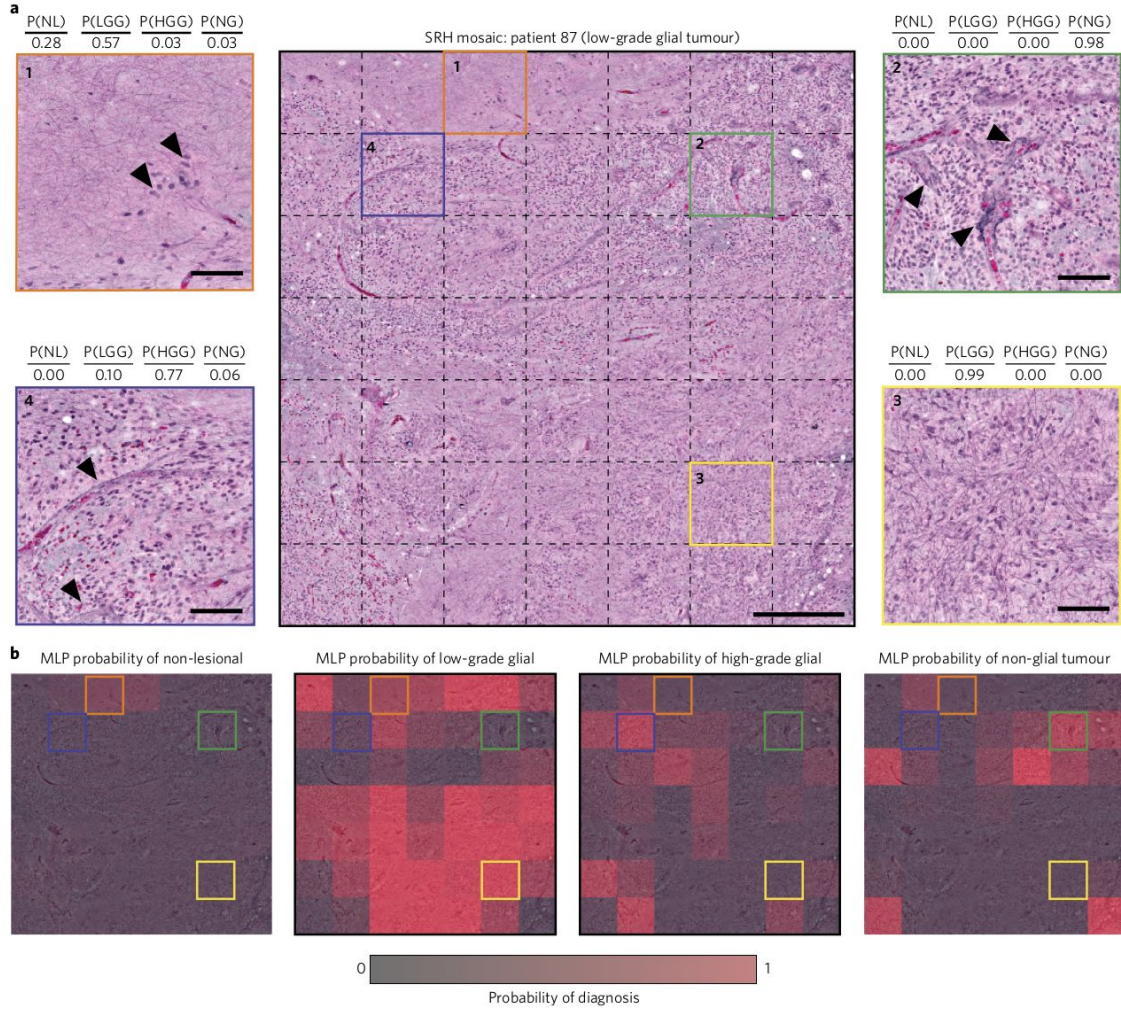 a
P(NL) P(LGG) P(HGG) P(NG)
0.28 0.57 0.03 0.03
1
SRH mosaic: patient 87 (low-grade glial tumour)
1
4
2
3
P(NL) P(LGG) P(HGG) P(NG)
0.00 0.00 0.00 0.98
2
P(NL) P(LGG) P(HGG) P(NG)
0.00 0.10 0.77 0.06
4
P(NL) P(LGG) P(HGG) P(NG)
0.00 0.99 0.00 0.00
3
b
MLP probability of non-lesional
MLP probability of low-grade glial
MLP probability of high-grade glial
MLP probability of non-glial tumour
0 1
Probability of diagnosis